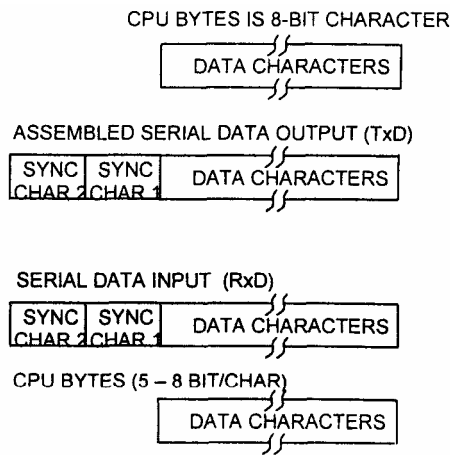 CPU BYTES IS 8-BIT CHARACTER
DATA CHARACTERS
ASSEMBLED SERIAL DATA OUTPUT (TxD)
SYNC CHAR 2 SYNC CHAR 1 DATA CHARACTERS
SERIAL DATA INPUT (RxD)
SYNC CHAR 2 SYNC CHAR 1 DATA CHARACTERS
CPU BYTES (5 – 8 BIT/CHAR)
DATA CHARACTERS